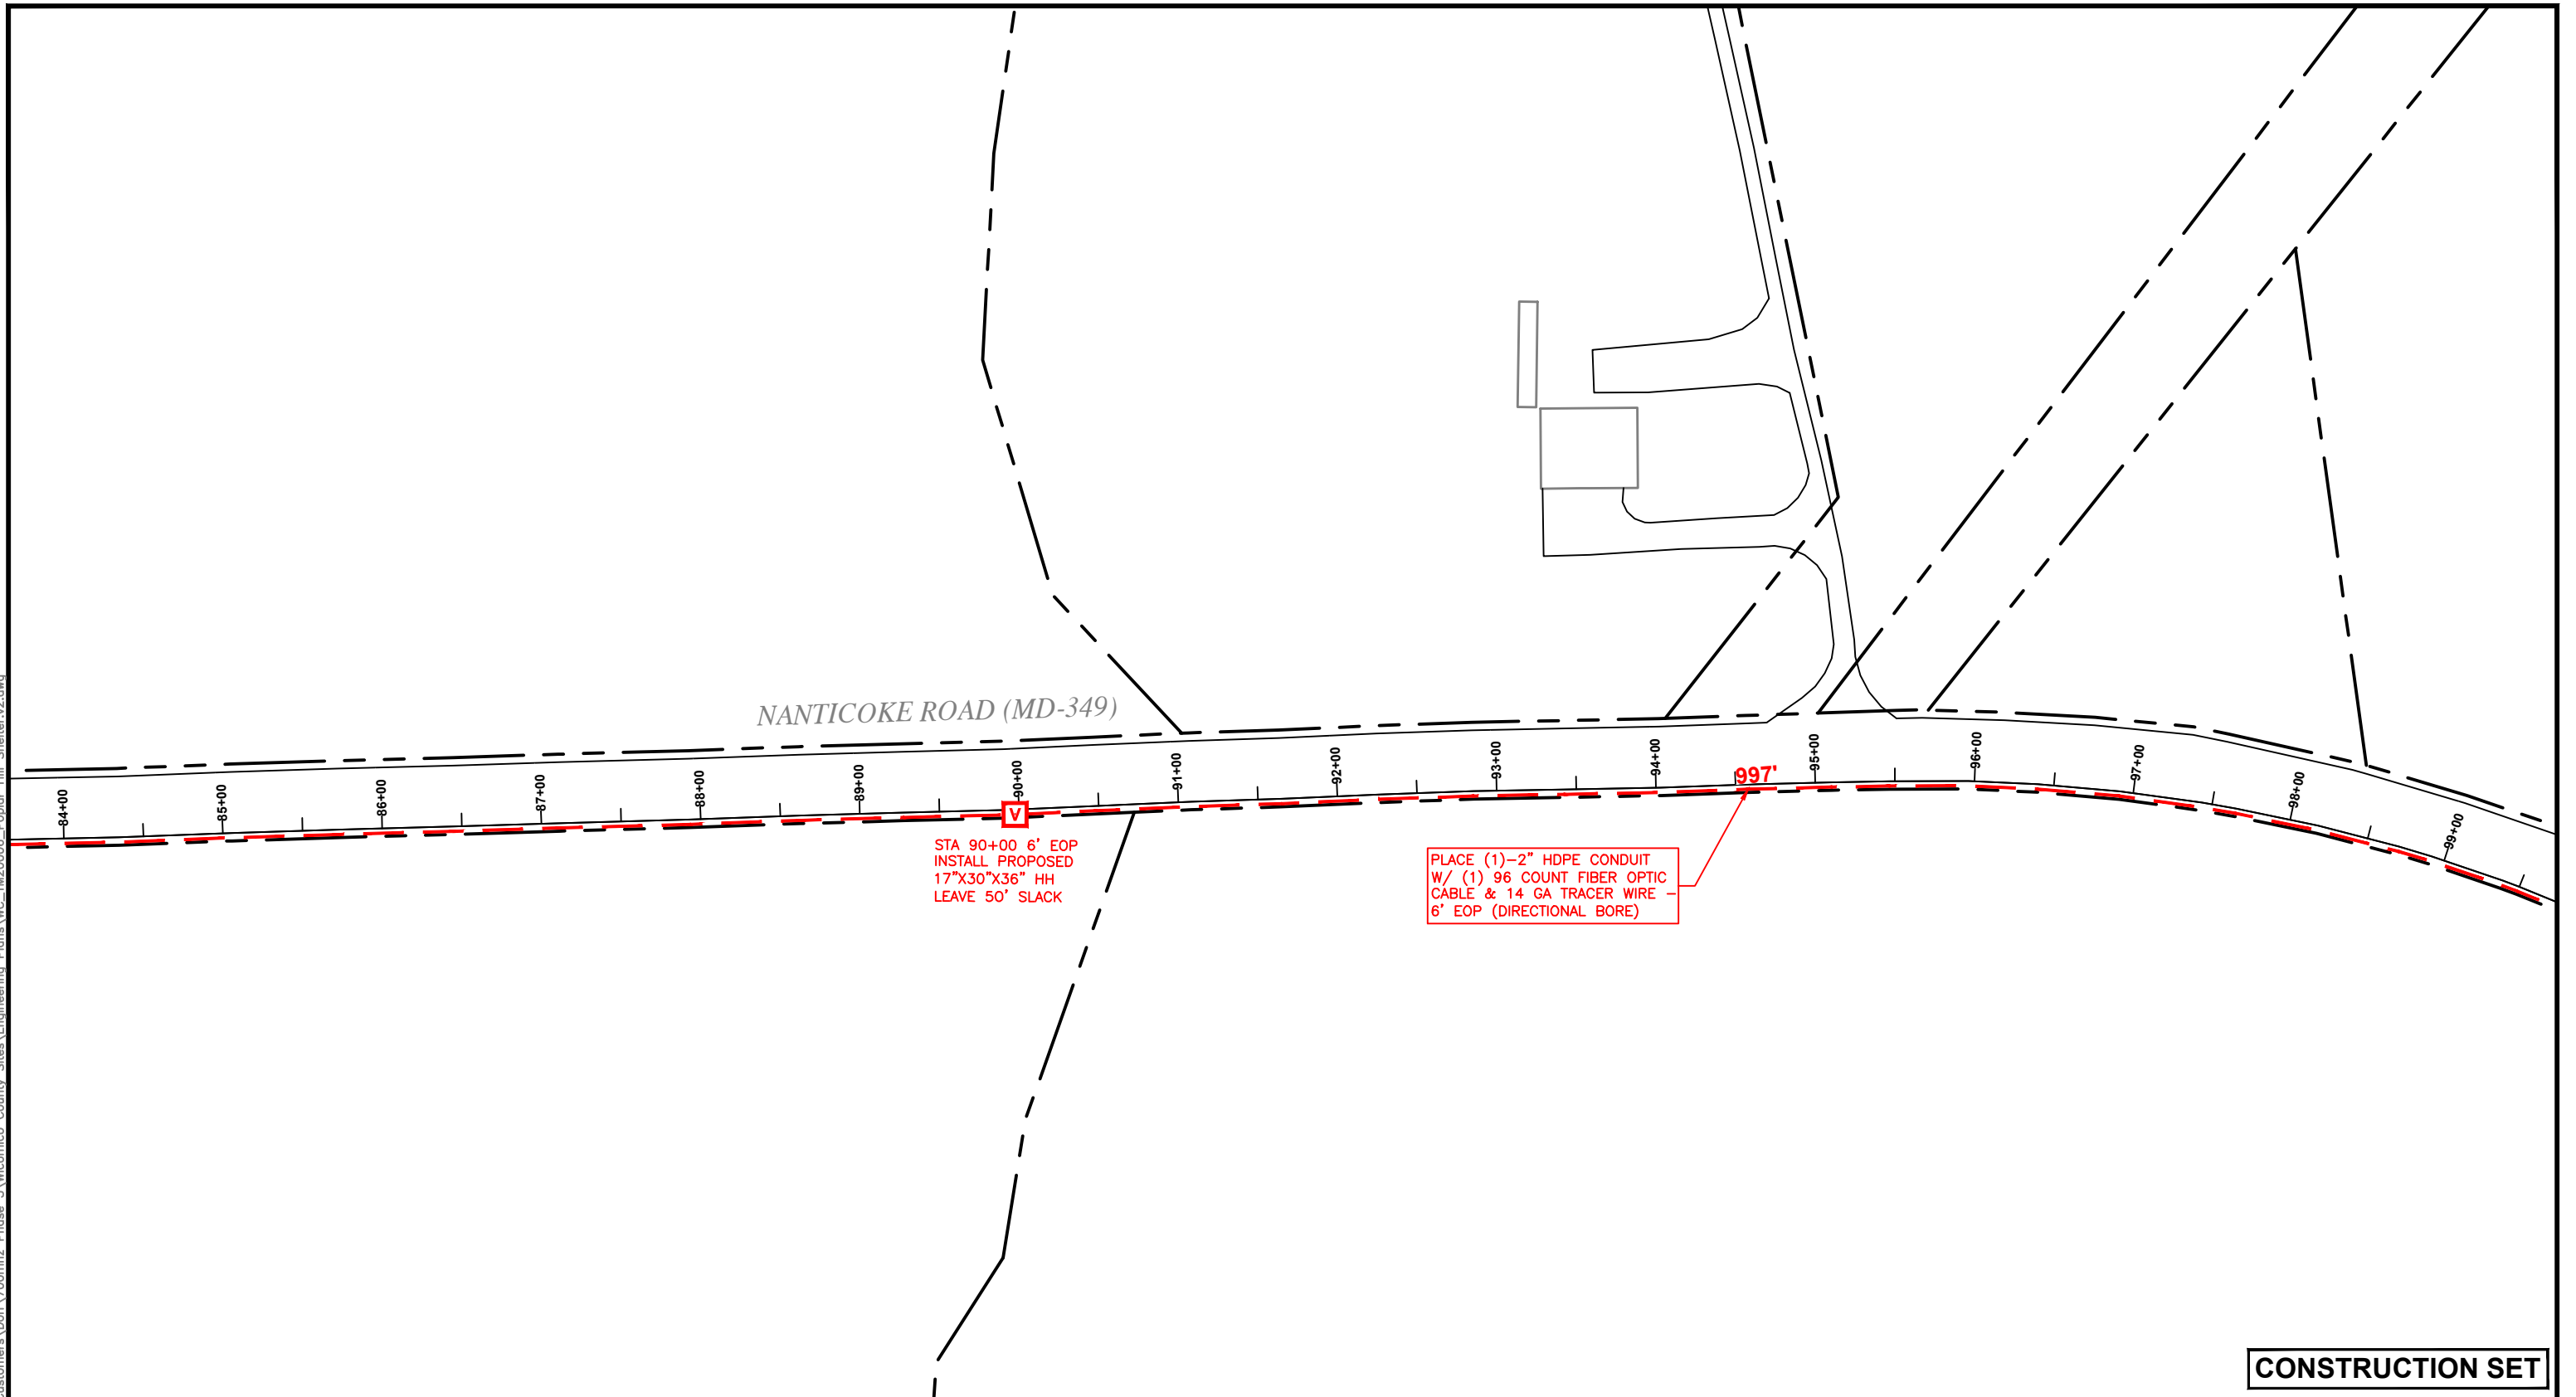 NANTICOKE ROAD (MD-349)
84+00
85+00
86+00
87+00
88+00
89+00
90+00
91+00
92+00
93+00
94+00
95+00
96+00
97+00
98+00
99+00
997'
V
STA 90+00 6' EOP
INSTALL PROPOSED
17"X30"X36" HH
LEAVE 50' SLACK
PLACE (1)-2" HDPE CONDUIT
W/ (1) 96 COUNT FIBER OPTIC
CABLE & 14 GA TRACER WIRE -
6' EOP (DIRECTIONAL BORE)
CONSTRUCTION SET